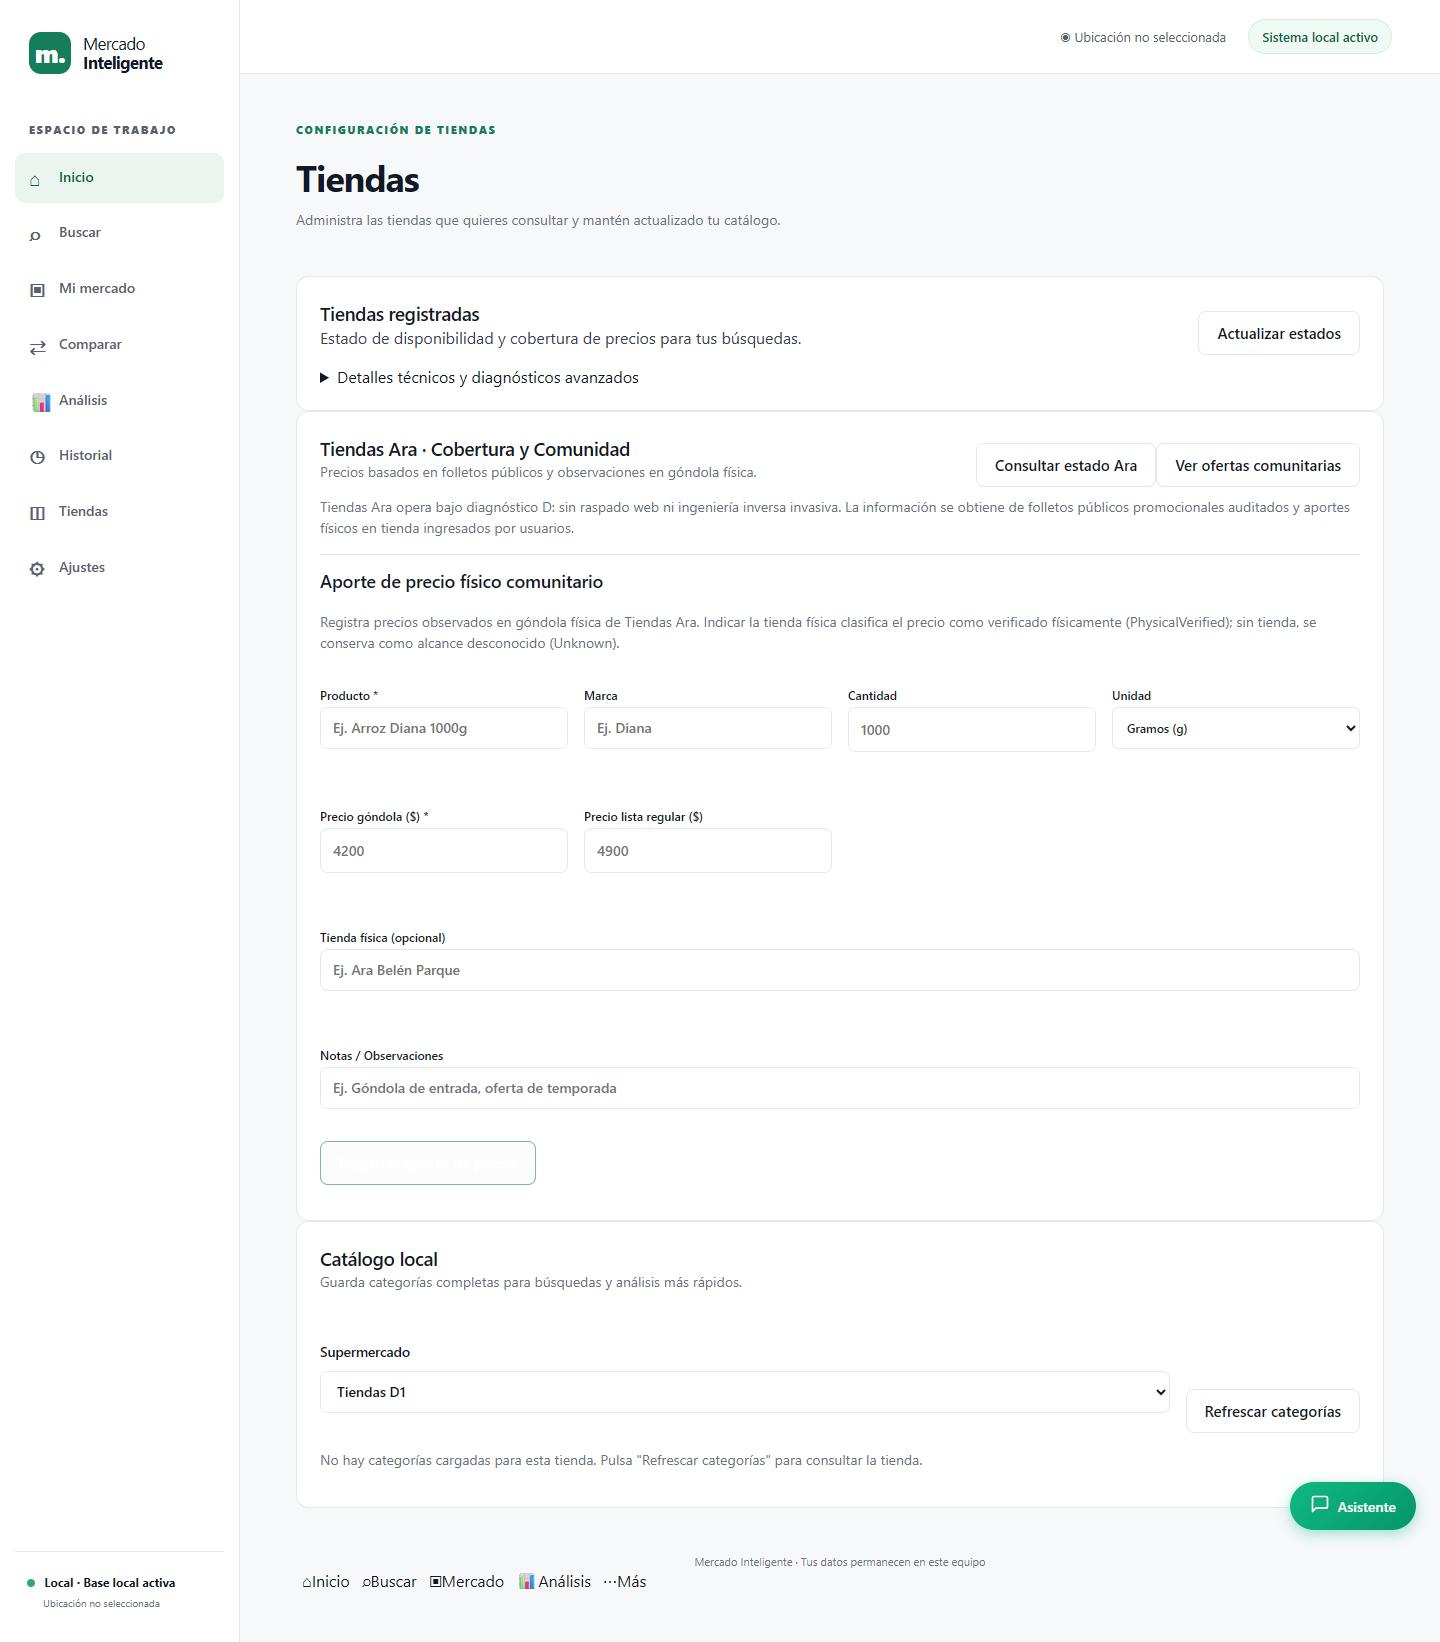 m.
Mercado
Inteligente
ESPACIO DE TRABAJO
Inicio
Buscar
Mi mercado
Comparar
Análisis
Historial
Tiendas
Ajustes
Local · Base local activa
Ubicación no seleccionada
Ubicación no seleccionada
Sistema local activo
CONFIGURACIÓN DE TIENDAS
Tiendas
Administra las tiendas que quieres consultar y mantén actualizado tu catálogo.
Tiendas registradas
Estado de disponibilidad y cobertura de precios para tus búsquedas.
Actualizar estados
Detalles técnicos y diagnósticos avanzados
Tiendas Ara · Cobertura y Comunidad
Precios basados en folletos públicos y observaciones en góndola física.
Consultar estado Ara
Ver ofertas comunitarias
Tiendas Ara opera bajo diagnóstico D: sin raspado web ni ingeniería inversa invasiva. La información se obtiene de folletos públicos promocionales auditados y aportes
físicos en tienda ingresados por usuarios.
Aporte de precio físico comunitario
Registra precios observados en góndola física de Tiendas Ara. Indicar la tienda física clasifica el precio como verificado físicamente (PhysicalVerified); sin tienda, se
conserva como alcance desconocido (Unknown).
Producto *
Marca
Cantidad
Unidad
Ej. Arroz Diana 1000g
Ej. Diana
1000
Gramos (g)
Precio góndola ($) *
Precio lista regular ($)
4200
4900
Tienda física (opcional)
Ej. Ara Belén Parque
Notas / Observaciones
Ej. Góndola de entrada, oferta de temporada
Catálogo local
Guarda categorías completas para búsquedas y análisis más rápidos.
Supermercado
Tiendas D1
Refrescar categorías
No hay categorías cargadas para esta tienda. Pulsa "Refrescar categorías" para consultar la tienda.
Asistente
Mercado Inteligente · Tus datos permanecen en este equipo
Inicio Buscar Mercado Análisis ···Más